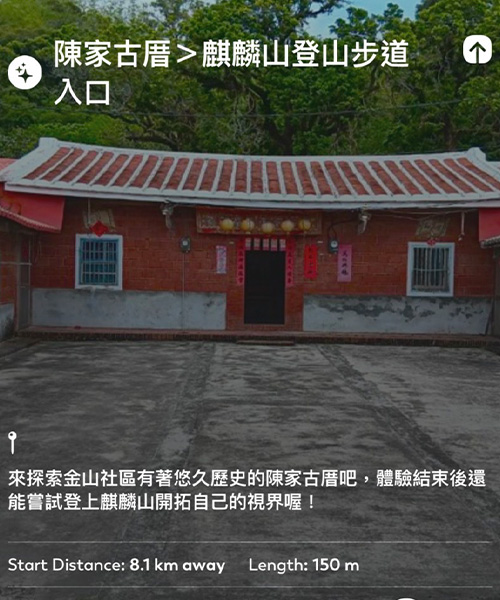 陳家古厝＞麒麟山登山步道
入口
來探索金山社區有著悠久歷史的陳家古厝吧，體驗結束後還
能嘗試登上麒麟山開拓自己的視界喔！
Start Distance: 8.1 km away Length: 150 m